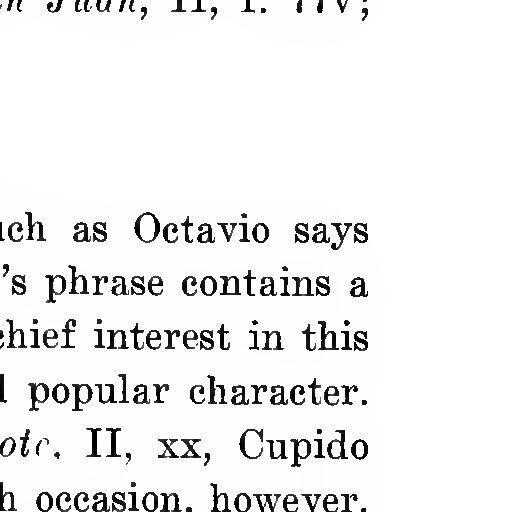 Juan, II, f. 77v;
ch as Octavio says
's phrase contains a
chief interest in this
popular character.
ote. II, xx, Cupido
h occasion, however,